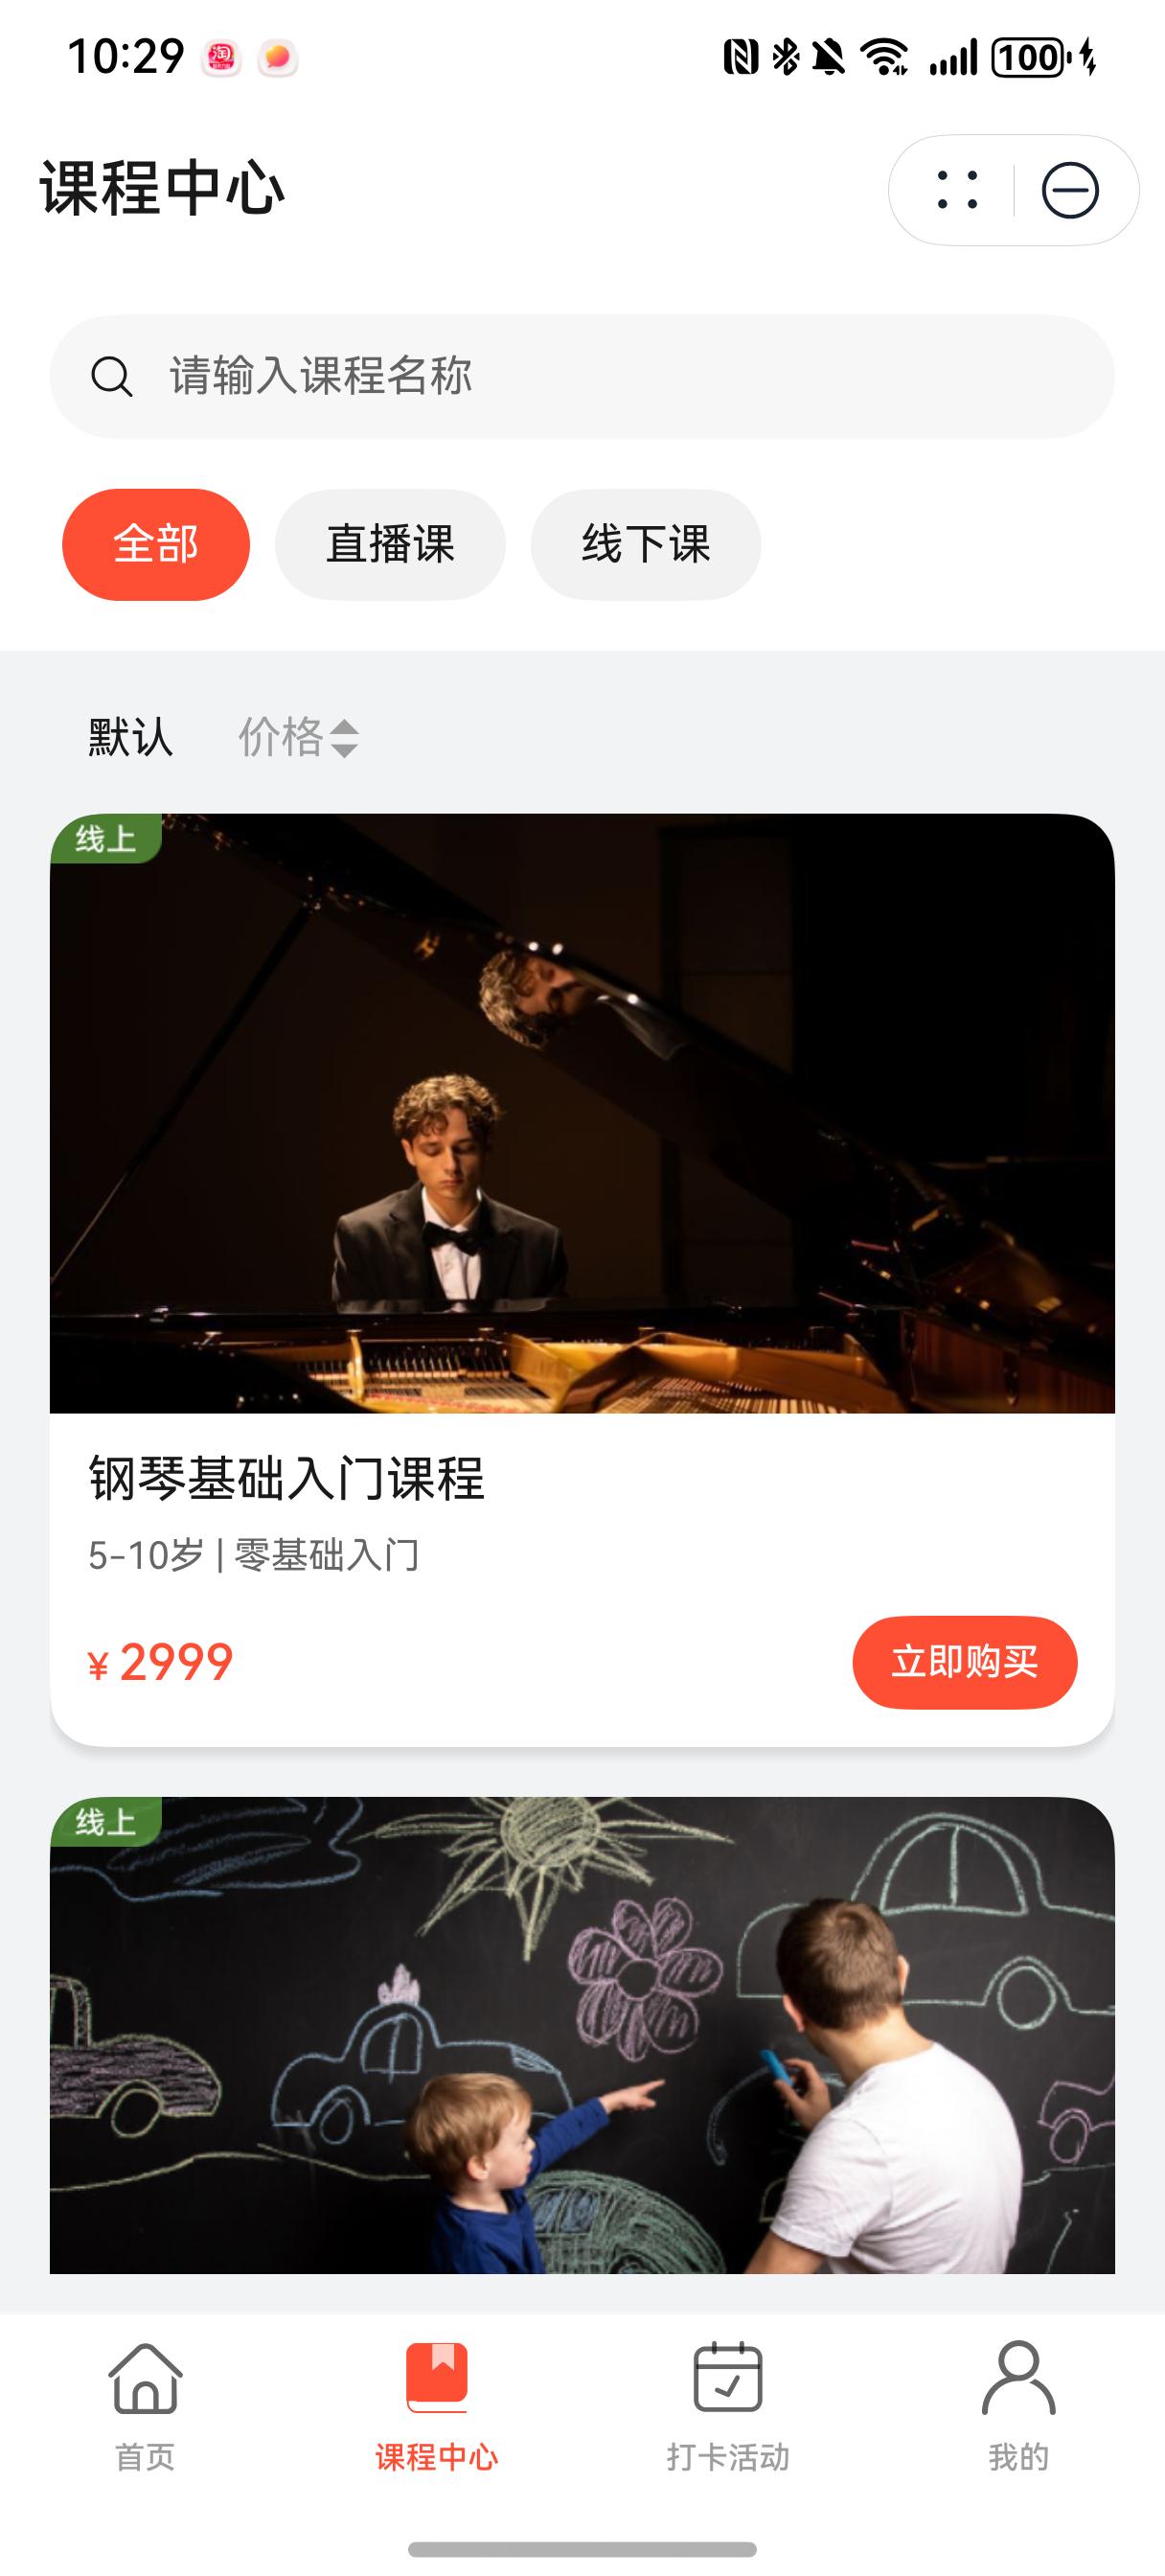 10:29
100
课程中心
请输入课程名称
全部 直播课 线下课
默认 价格
线上
钢琴基础入门课程
5-10岁 | 零基础入门
¥ 2999 立即购买
线上
首页 课程中心 打卡活动 我的